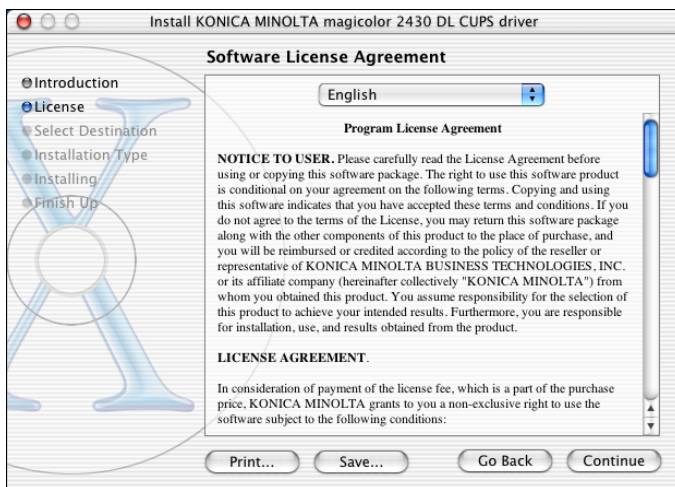 Install KONICA MINOLTA magicolor 2430 DL CUPS driver
Software License Agreement
Introduction
License
Select Destination
Installation Type
Installing
Finish Up
English
Program License Agreement
NOTICE TO USER. Please carefully read the License Agreement before
using or copying this software package. The right to use this software product
is conditional on your agreement on the following terms. Copying and using
this software indicates that you have accepted these terms and conditions. If you
do not agree to the terms of the License, you may return this software package
along with the other components of this product to the place of purchase, and
you will be reimbursed or credited according to the policy of the reseller or
representative of KONICA MINOLTA BUSINESS TECHNOLOGIES, INC.
or its affiliate company (hereinafter collectively "KONICA MINOLTA") from
whom you obtained this product. You assume responsibility for the selection of
this product to achieve your intended results. Furthermore, you are responsible
for installation, use, and results obtained from the product.
LICENSE AGREEMENT.
In consideration of payment of the license fee, which is a part of the purchase
price, KONICA MINOLTA grants to you a non-exclusive right to use the
software subject to the following conditions:
Print...
Save...
Go Back
Continue